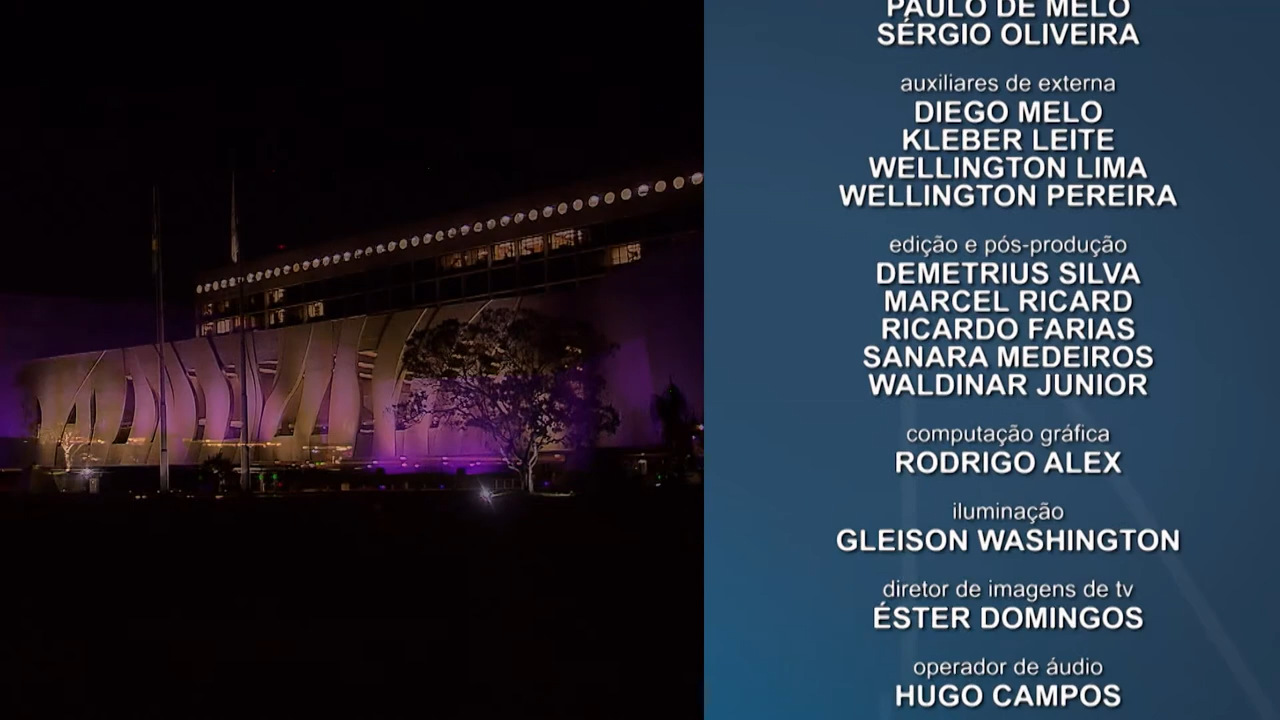 PAULO DE MELO
SÉRGIO OLIVEIRA
auxiliares de externa
DIEGO MELO
KLEBER LEITE
WELLINGTON LIMA
WELLINGTON PEREIRA
edição e pós-produção
DEMETRIUS SILVA
MARCEL RICARD
RICARDO FARIAS
SANARA MEDEIROS
WALDINAR JUNIOR
computação gráfica
RODRIGO ALEX
iluminação
GLEISON WASHINGTON
diretor de imagens de tv
ÉSTER DOMINGOS
operador de áudio
HUGO CAMPOS